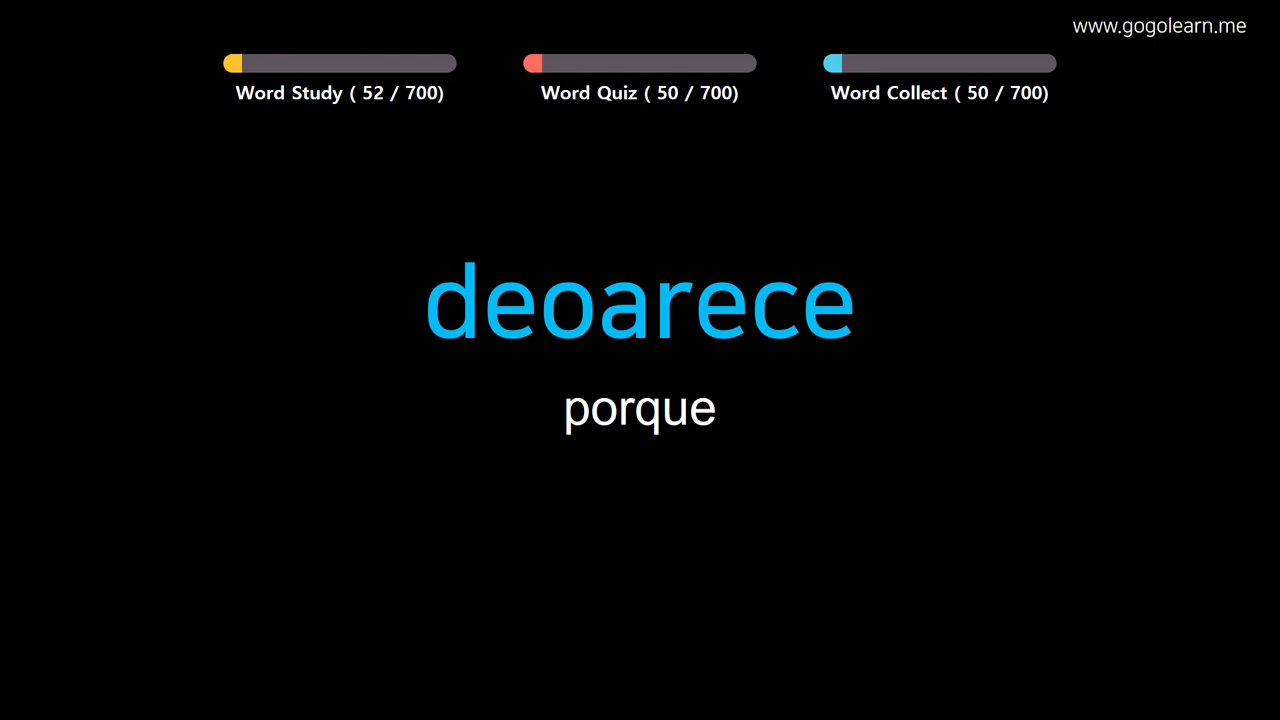 www.gogolearn.me
Word Study ( 52 / 700)
Word Quiz ( 50 / 700)
Word Collect ( 50 / 700)
deoarece
porque